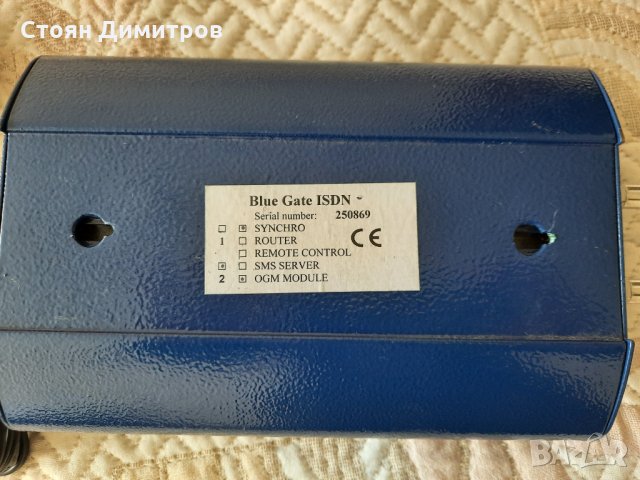 Стоян Димитров
Blue Gate ISDN
Serial number: 250869
SYNCHRO
1 ROUTER
REMOTE CONTROL
SMS SERVER
2 OGM MODULE
CE
BAZAR